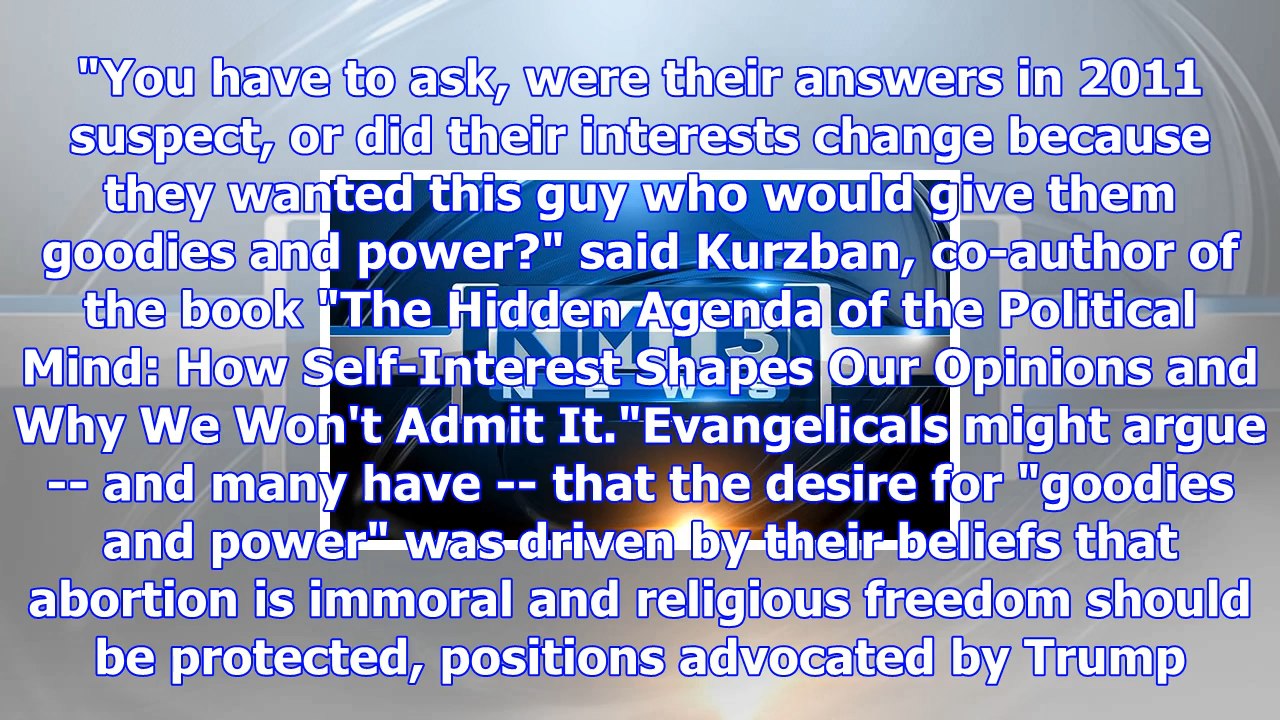 "You have to ask, were their answers in 2011
suspect, or did their interests change because
they wanted this guy who would give them
goodies and power?" said Kurzban, co-author of
the book "The Hidden Agenda of the Political
Mind: How Self-Interest Shapes Our Opinions and
Why We Won't Admit It."Evangelicals might argue
-- and many have -- that the desire for "goodies
and power" was driven by their beliefs that
abortion is immoral and religious freedom should
be protected, positions advocated by Trump
NEWS